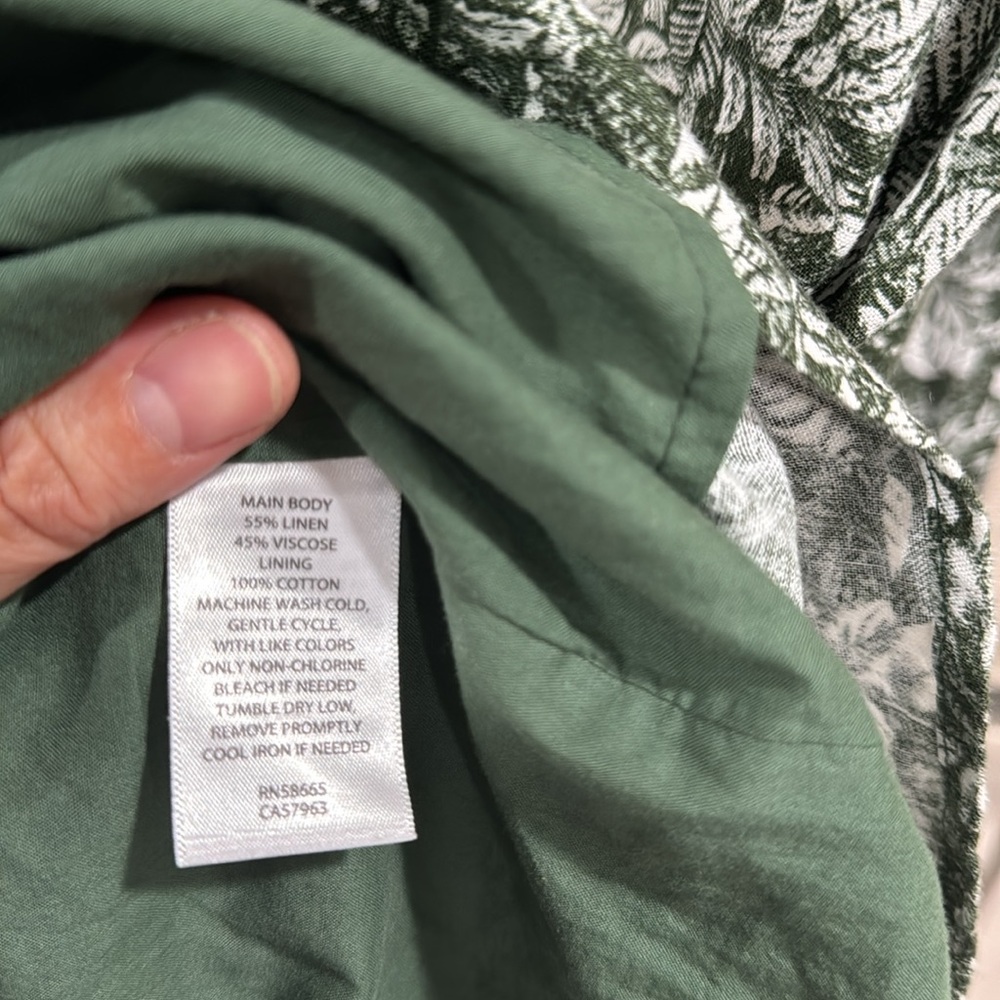 MAIN BODY
55% LINEN
45% VISCOSE
LINING
100% COTTON
MACHINE WASH COLD,
GENTLE CYCLE,
WITH LIKE COLORS
ONLY NON-CHLORINE
BLEACH IF NEEDED
TUMBLE DRY LOW,
REMOVE PROMPTLY
COOL IRON IF NEEDED
RN58665
CA57963